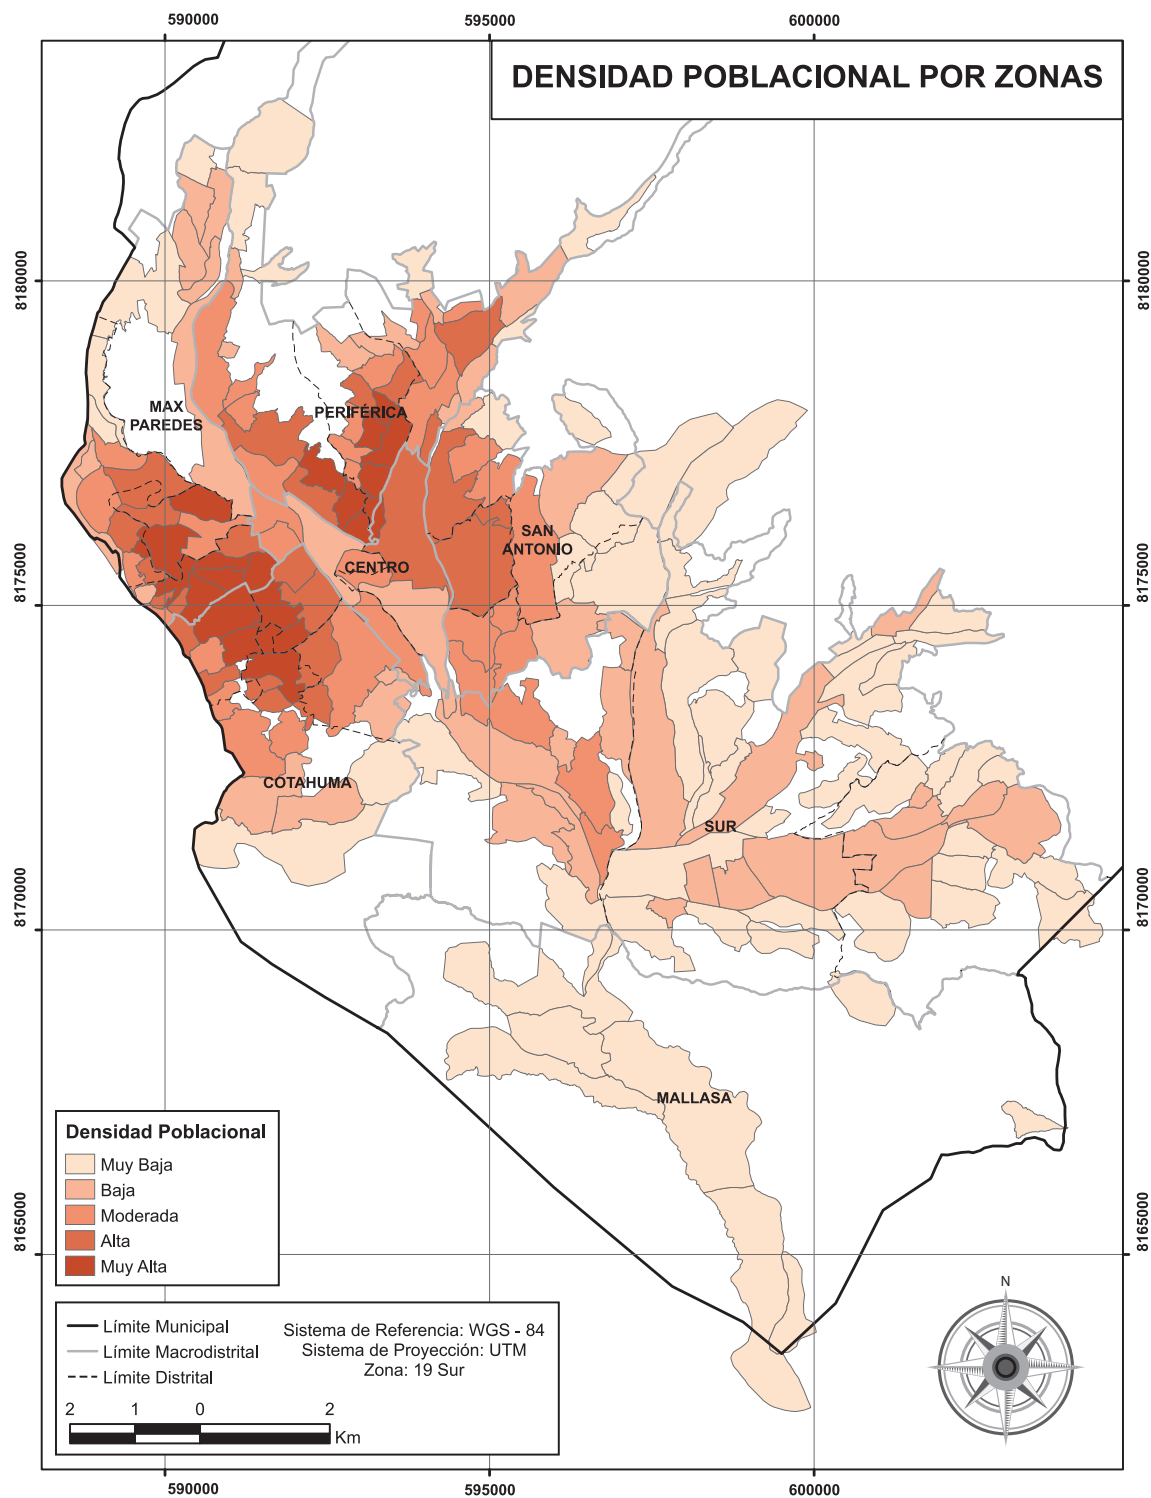 590000
595000
600000
DENSIDAD POBLACIONAL POR ZONAS
8180000
8180000
MAX
PAREDES
PERIFÉRICA
SAN
ANTONIO
CENTRO
8175000
8175000
COTAHUMA
SUR
8170000
8170000
MALLASA
Densidad Poblacional
Muy Baja
Baja
Moderada
Alta
Muy Alta
8165000
8165000
N
Límite Municipal
Límite Macrodistrital
Límite Distrital
Sistema de Referencia: WGS - 84
Sistema de Proyección: UTM
Zona: 19 Sur
2 1 0 2
Km
590000
595000
600000